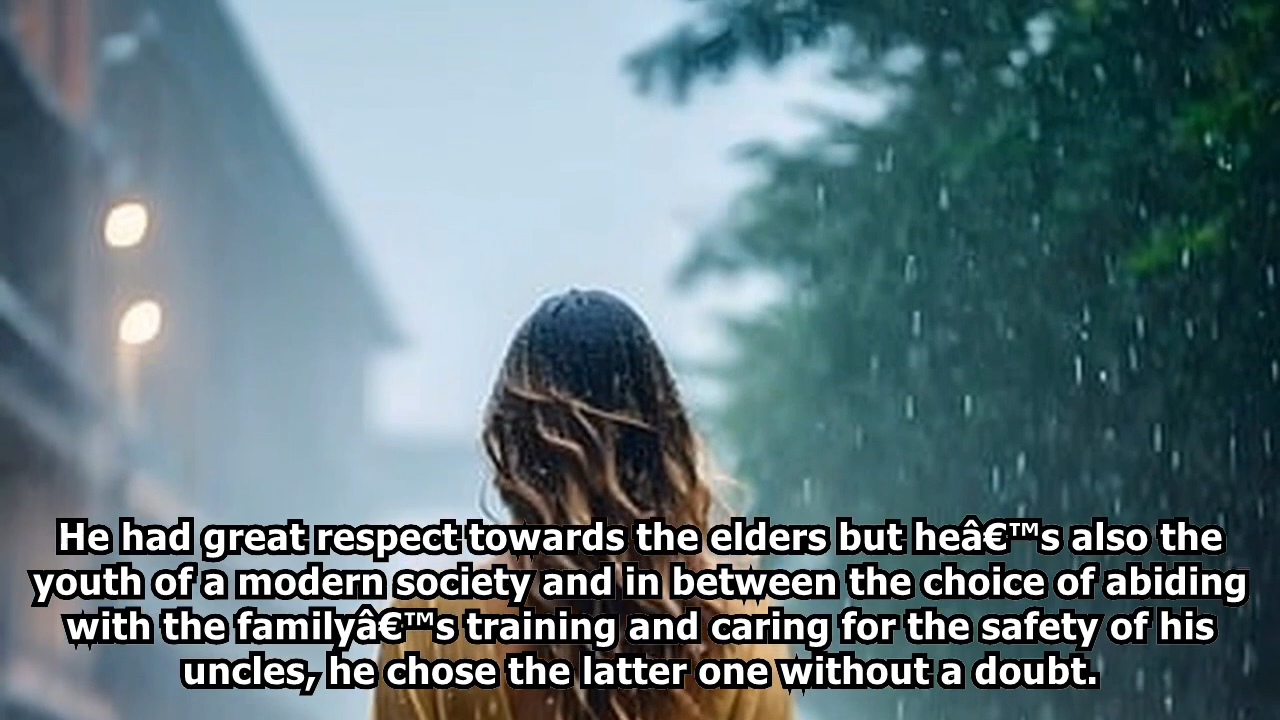 He had great respect towards the elders but heâ€™s also the
youth of a modern society and in between the choice of abiding
with the familyâ€™s training and caring for the safety of his
uncles, he chose the latter one without a doubt.